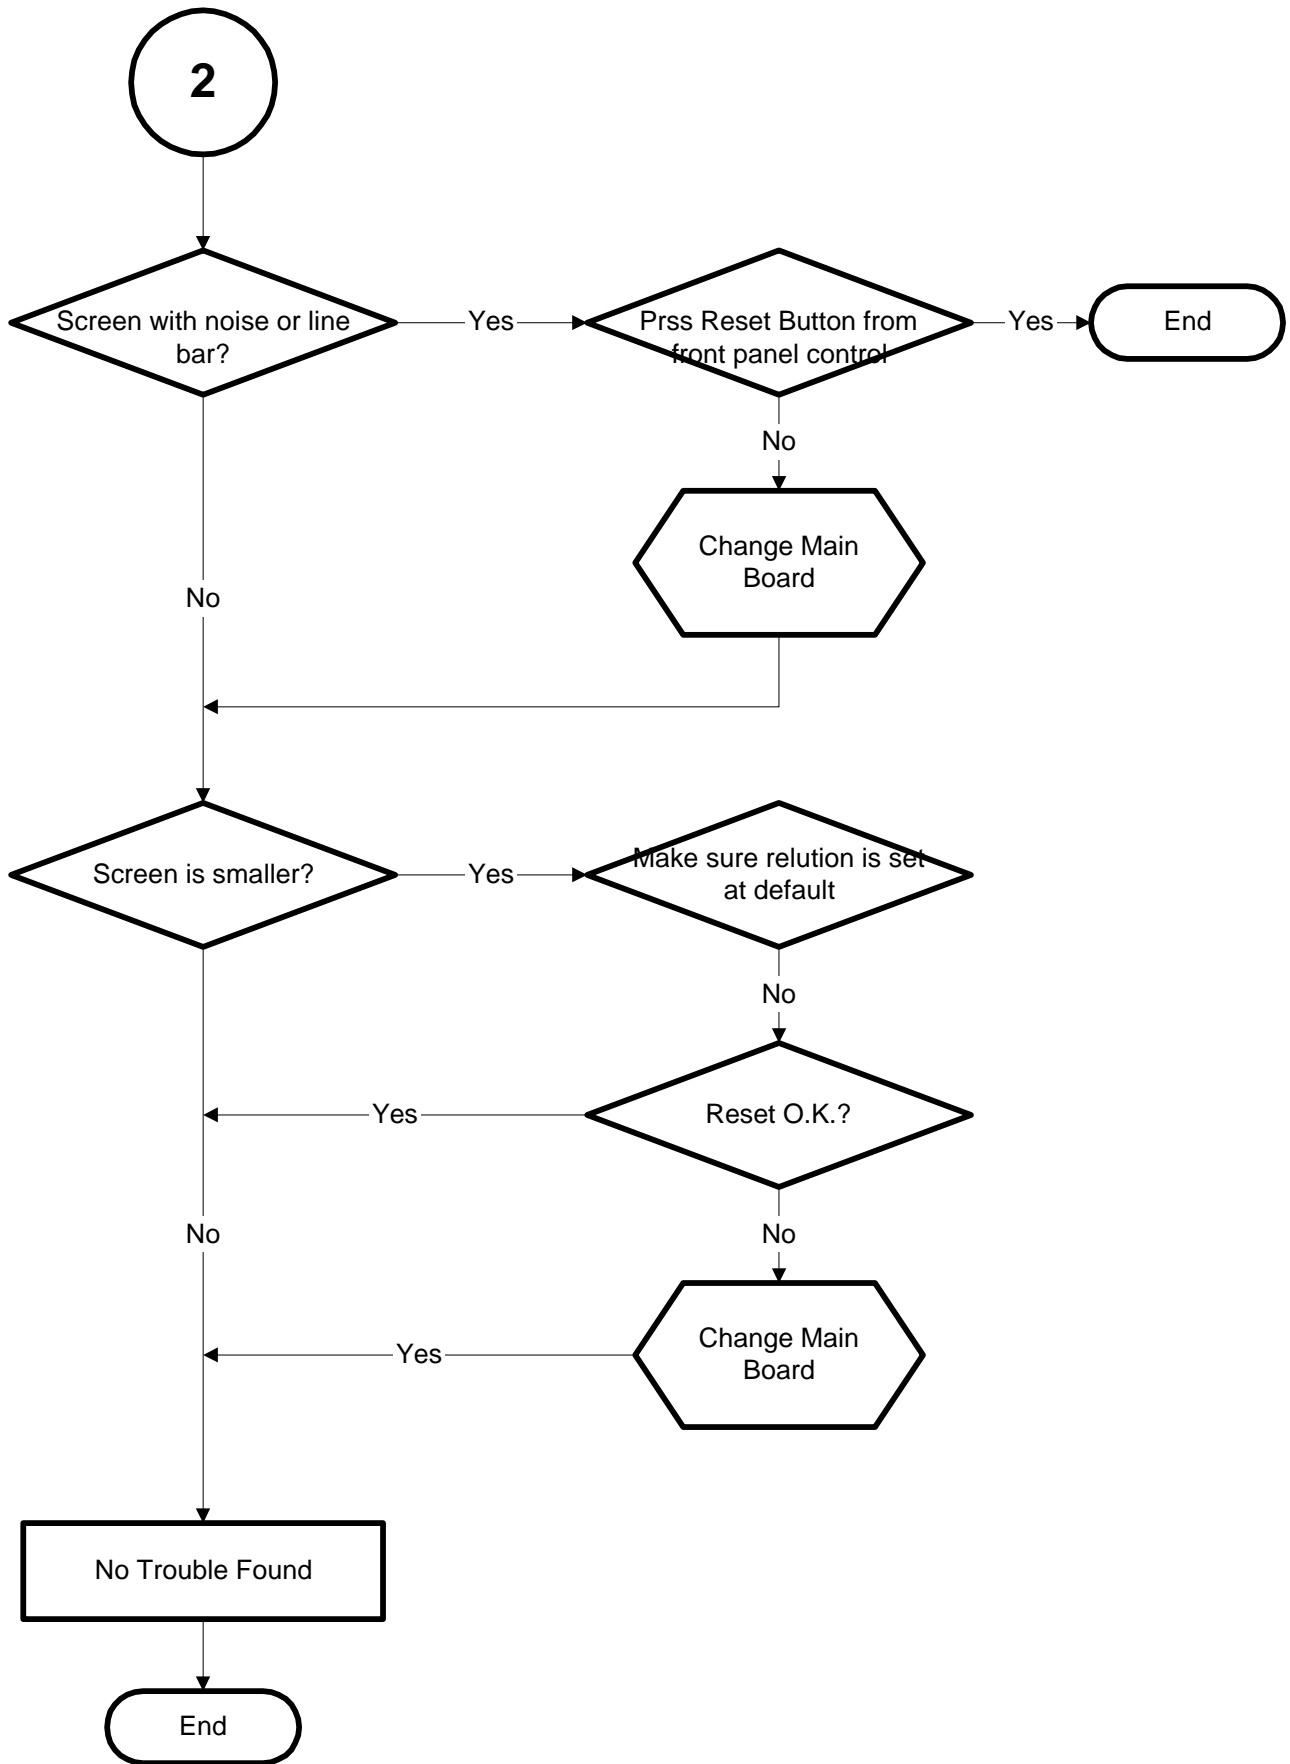 2
Screen with noise or line
bar?
Yes
Prss Reset Button from
front panel control
Yes
End
No
Change Main
Board
No
Screen is smaller?
Yes
Make sure relution is set
at default
No
Reset O.K.?
Yes
No
No
Change Main
Board
Yes
No Trouble Found
End